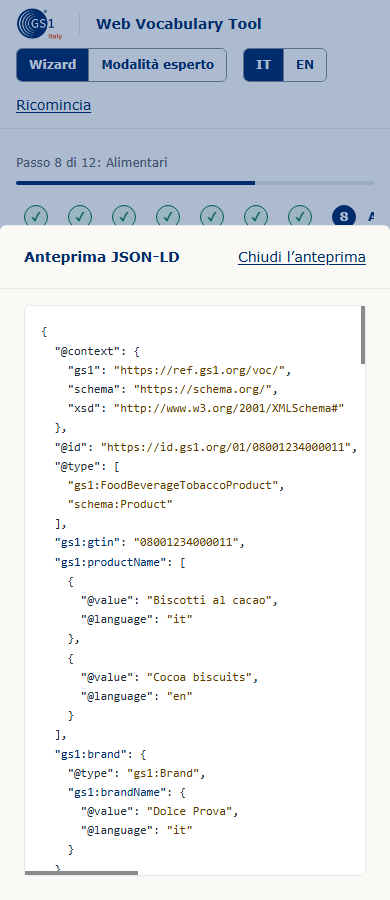 GS1
Italy
Web Vocabulary Tool
Wizard
Modalità esperto
IT
EN
Ricomincia
Passo 8 di 12: Alimentari
8
A
Anteprima JSON-LD
Chiudi l’anteprima
{
  "@context": {
    "gs1": "https://ref.gs1.org/voc/",
    "schema": "https://schema.org/",
    "xsd": "http://www.w3.org/2001/XMLSchema#"
  },
  "@id": "https://id.gs1.org/01/08001234000011",
  "@type": [
    "gs1:FoodBeverageTobaccoProduct",
    "schema:Product"
  ],
  "gs1:gtin": "08001234000011",
  "gs1:productName": [
    {
      "@value": "Biscotti al cacao",
      "@language": "it"
    },
    {
      "@value": "Cocoa biscuits",
      "@language": "en"
    }
  ],
  "gs1:brand": {
    "@type": "gs1:Brand",
    "gs1:brandName": {
      "@value": "Dolce Prova",
      "@language": "it"
    }
  }